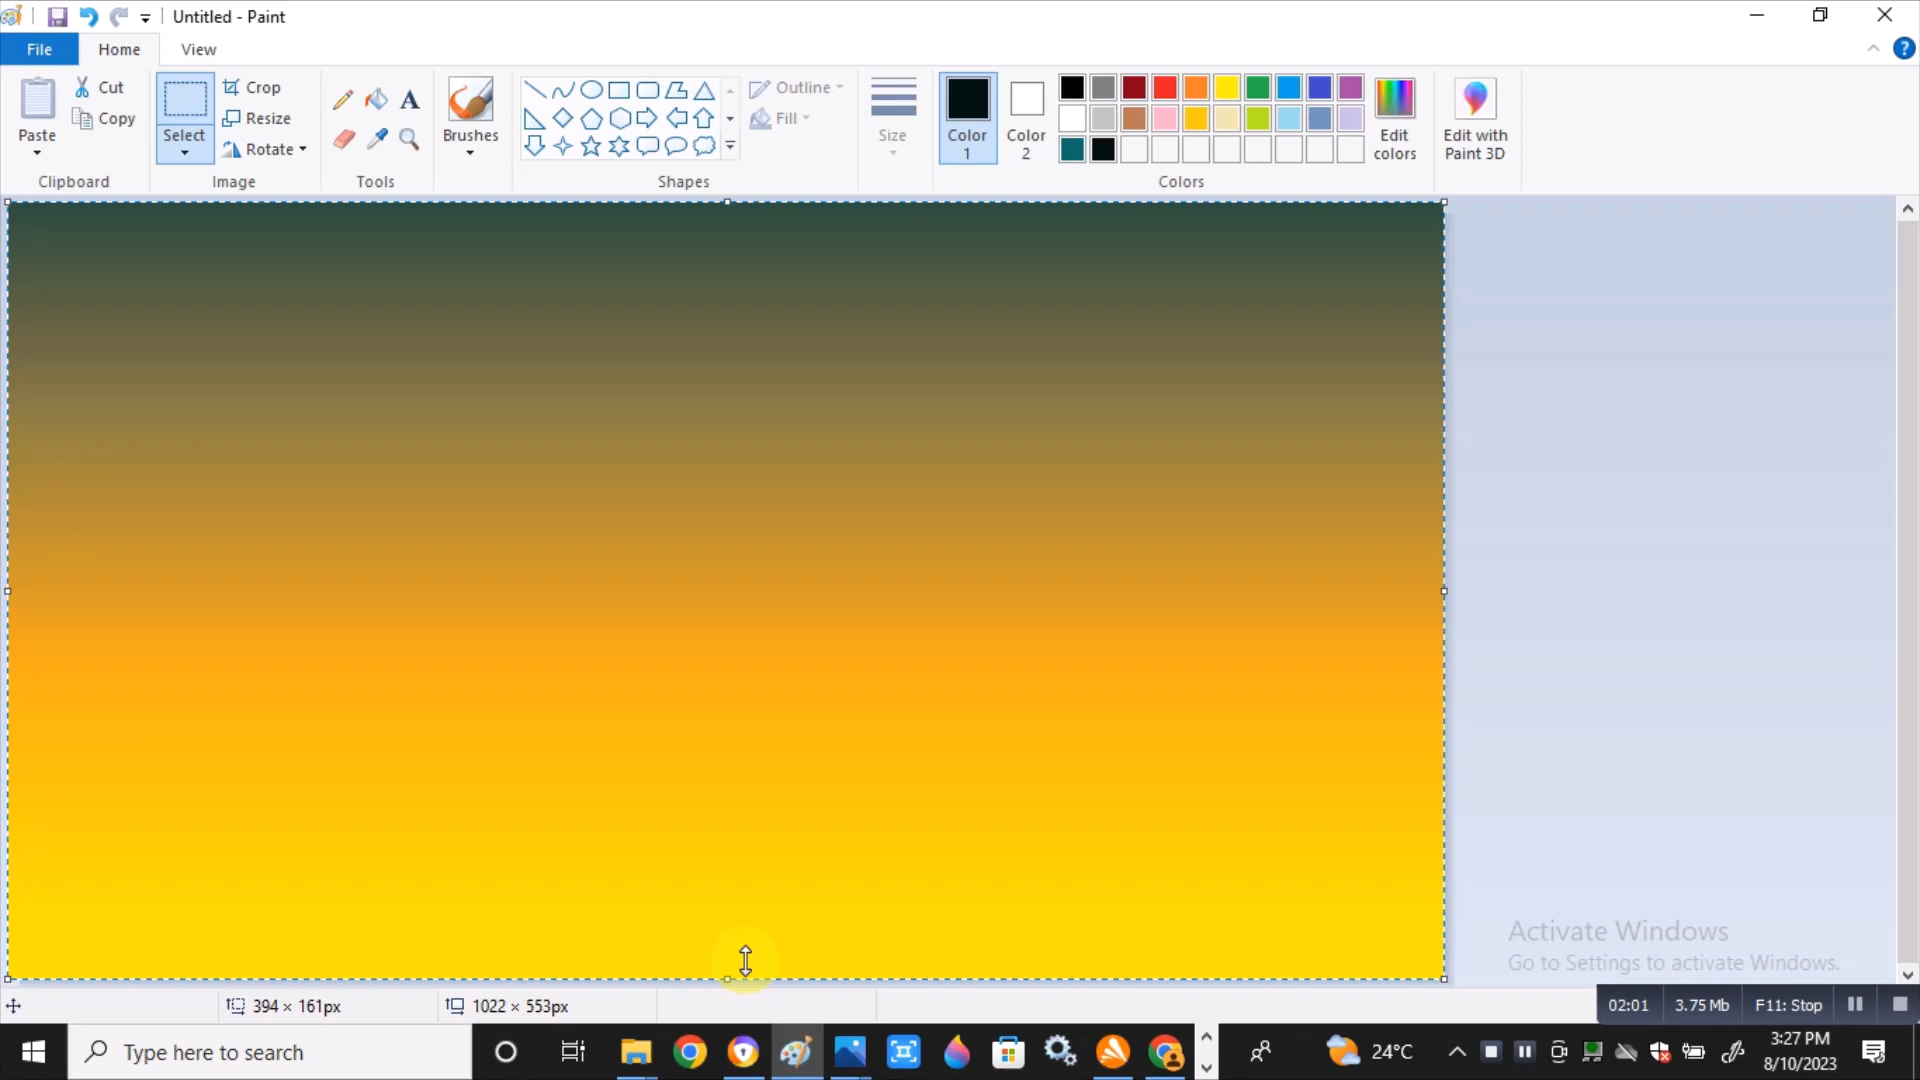 Untitled - Paint
File Home View
Paste
Cut
Copy
Clipboard
Select
Crop
Resize
Rotate
Image
Tools
Brushes
Shapes
Outline
Fill
Size
Color 1
Color 2
Colors
Edit colors
Edit with Paint 3D
Activate Windows
Go to Settings to activate Windows.
394 × 161px
1022 × 553px
02:01 3.75 Mb F11: Stop
Type here to search
24°C
3:27 PM
8/10/2023